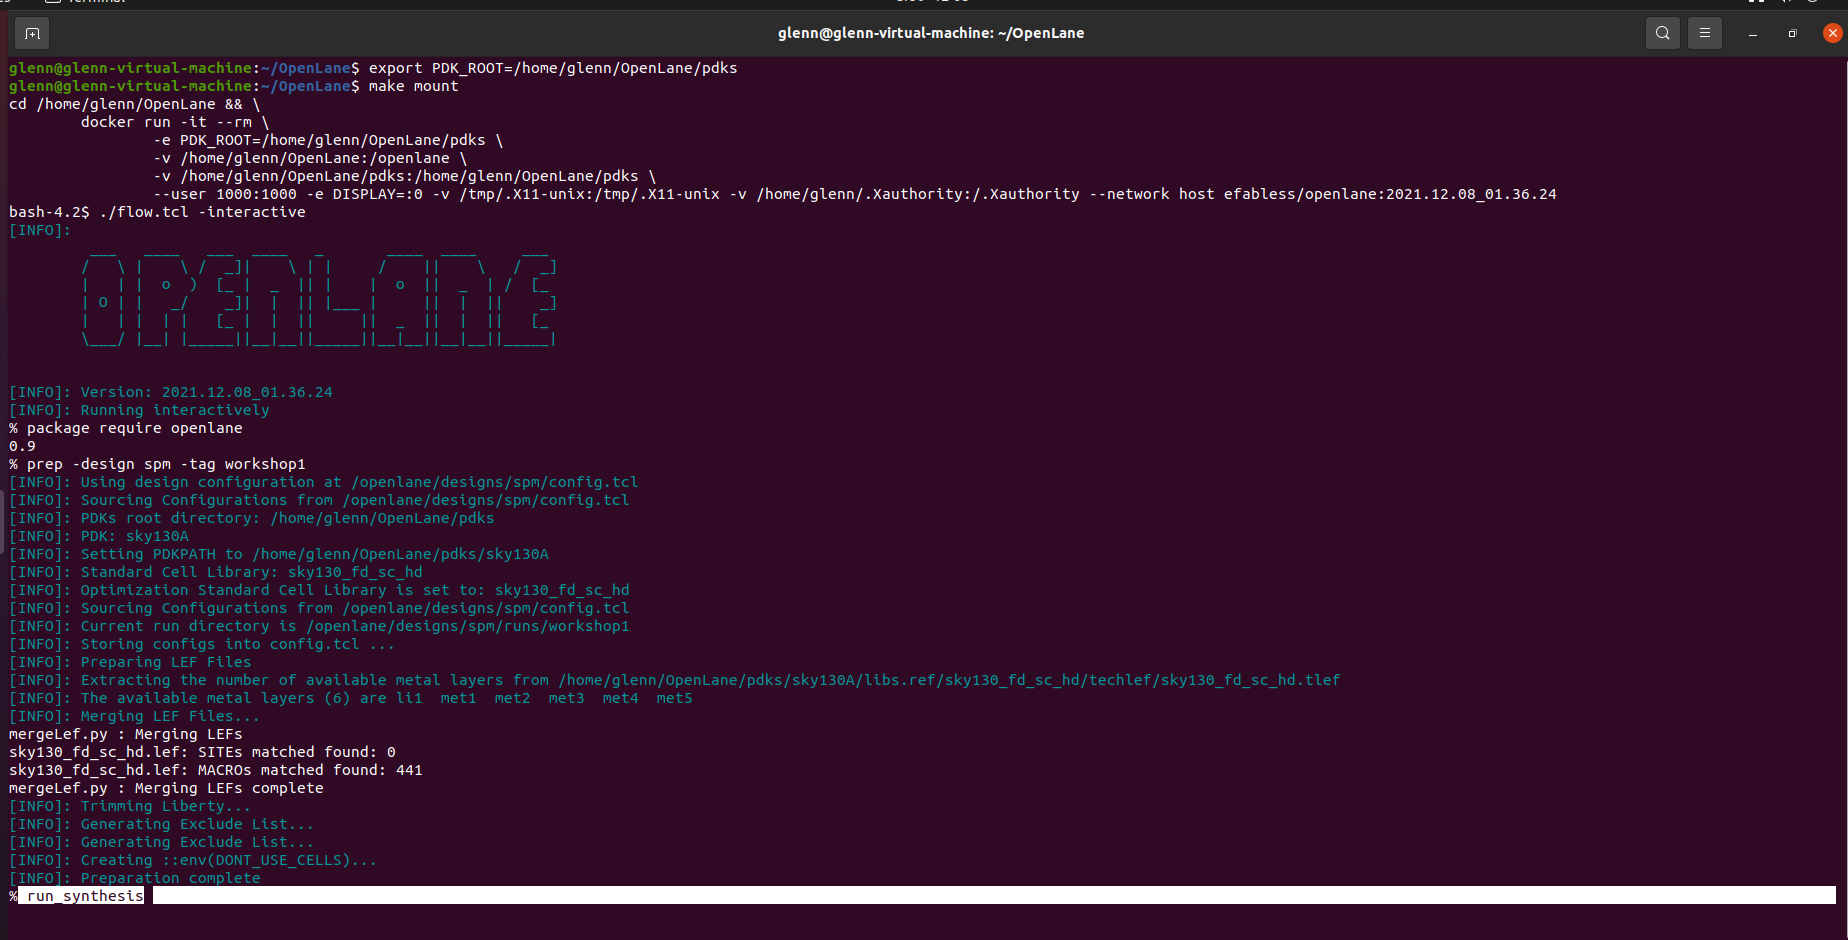 Terminal
glenn@glenn-virtual-machine: ~/OpenLane
glenn@glenn-virtual-machine:~/OpenLane$ export PDK_ROOT=/home/glenn/OpenLane/pdks
glenn@glenn-virtual-machine:~/OpenLane$ make mount
cd /home/glenn/OpenLane && \
        docker run -it --rm \
                -e PDK_ROOT=/home/glenn/OpenLane/pdks \
                -v /home/glenn/OpenLane:/openlane \
                -v /home/glenn/OpenLane/pdks:/home/glenn/OpenLane/pdks \
                --user 1000:1000 -e DISPLAY=:0 -v /tmp/.X11-unix:/tmp/.X11-unix -v /home/glenn/.Xauthority:/.Xauthority --network host efabless/openlane:2021.12.08_01.36.24
bash-4.2$ ./flow.tcl -interactive
[INFO]:
OPENLANE
[INFO]: Version: 2021.12.08_01.36.24
[INFO]: Running interactively
% package require openlane
0.9
% prep -design spm -tag workshop1
[INFO]: Using design configuration at /openlane/designs/spm/config.tcl
[INFO]: Sourcing Configurations from /openlane/designs/spm/config.tcl
[INFO]: PDKs root directory: /home/glenn/OpenLane/pdks
[INFO]: PDK: sky130A
[INFO]: Setting PDKPATH to /home/glenn/OpenLane/pdks/sky130A
[INFO]: Standard Cell Library: sky130_fd_sc_hd
[INFO]: Optimization Standard Cell Library is set to: sky130_fd_sc_hd
[INFO]: Sourcing Configurations from /openlane/designs/spm/config.tcl
[INFO]: Current run directory is /openlane/designs/spm/runs/workshop1
[INFO]: Storing configs into config.tcl ...
[INFO]: Preparing LEF Files
[INFO]: Extracting the number of available metal layers from /home/glenn/OpenLane/pdks/sky130A/libs.ref/sky130_fd_sc_hd/techlef/sky130_fd_sc_hd.tlef
[INFO]: The available metal layers (6) are li1  met1  met2  met3  met4  met5
[INFO]: Merging LEF Files...
mergeLef.py : Merging LEFs
sky130_fd_sc_hd.lef: SITEs matched found: 0
sky130_fd_sc_hd.lef: MACROs matched found: 441
mergeLef.py : Merging LEFs complete
[INFO]: Trimming Liberty...
[INFO]: Generating Exclude List...
[INFO]: Generating Exclude List...
[INFO]: Creating ::env(DONT_USE_CELLS)...
[INFO]: Preparation complete
% run_synthesis